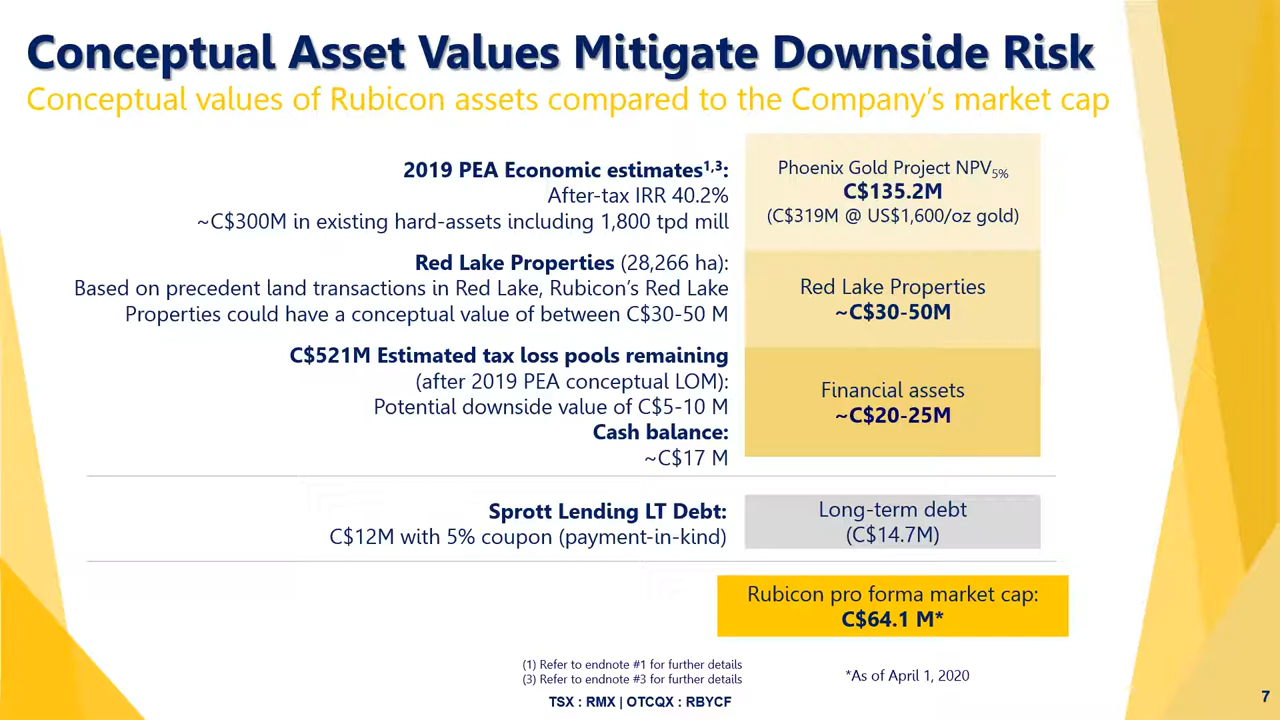 Conceptual Asset Values Mitigate Downside Risk
Conceptual values of Rubicon assets compared to the Company's market cap
2019 PEA Economic estimates1,3:
After-tax IRR 40.2%
~C$300M in existing hard-assets including 1,800 tpd mill
Phoenix Gold Project NPV5%
C$135.2M
(C$319M @ US$1,600/oz gold)
Red Lake Properties (28,266 ha):
Based on precedent land transactions in Red Lake, Rubicon's Red Lake
Properties could have a conceptual value of between C$30-50 M
Red Lake Properties
~C$30-50M
C$521M Estimated tax loss pools remaining
(after 2019 PEA conceptual LOM):
Potential downside value of C$5-10 M
Cash balance:
~C$17 M
Financial assets
~C$20-25M
Sprott Lending LT Debt:
C$12M with 5% coupon (payment-in-kind)
Long-term debt
(C$14.7M)
Rubicon pro forma market cap:
C$64.1 M*
(1) Refer to endnote #1 for further details
(3) Refer to endnote #3 for further details
*As of April 1, 2020
TSX : RMX | OTCQX : RBYCF
7